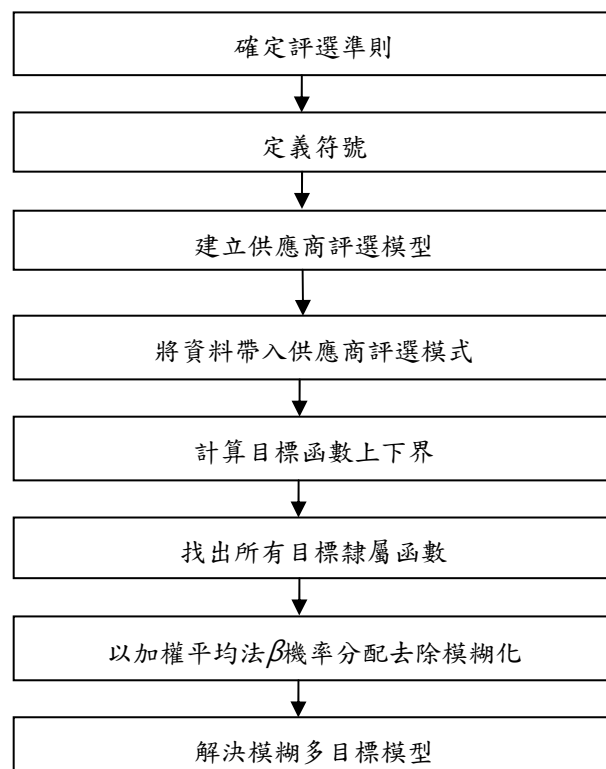 確定評選準則
定義符號
建立供應商評選模型
將資料帶入供應商評選模式
計算目標函數上下界
找出所有目標隸屬函數
以加權平均法β機率分配去除模糊化
解決模糊多目標模型